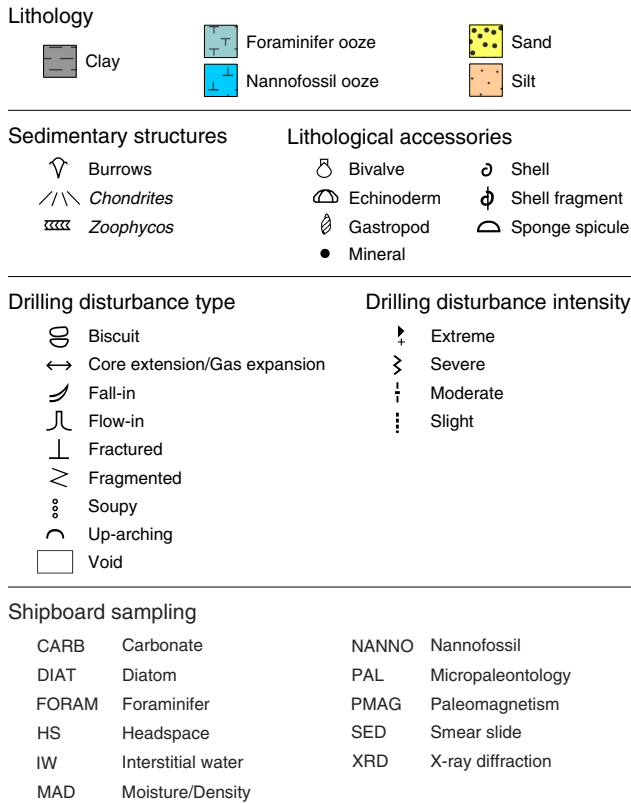 Lithology
Clay
Foraminifer ooze
Nannofossil ooze
Sand
Silt
Sedimentary structures
Burrows
Chondrites
Zoophycos
Lithological accessories
Bivalve
Echinoderm
Gastropod
Mineral
Shell
Shell fragment
Sponge spicule
Drilling disturbance type
Biscuit
Core extension/Gas expansion
Fall-in
Flow-in
Fractured
Fragmented
Soupy
Up-arching
Void
Drilling disturbance intensity
Extreme
Severe
Moderate
Slight
Shipboard sampling
CARB Carbonate
DIAT Diatom
FORAM Foraminifer
HS Headspace
IW Interstitial water
MAD Moisture/Density
NANNO Nannofossil
PAL Micropaleontology
PMAG Paleomagnetism
SED Smear slide
XRD X-ray diffraction